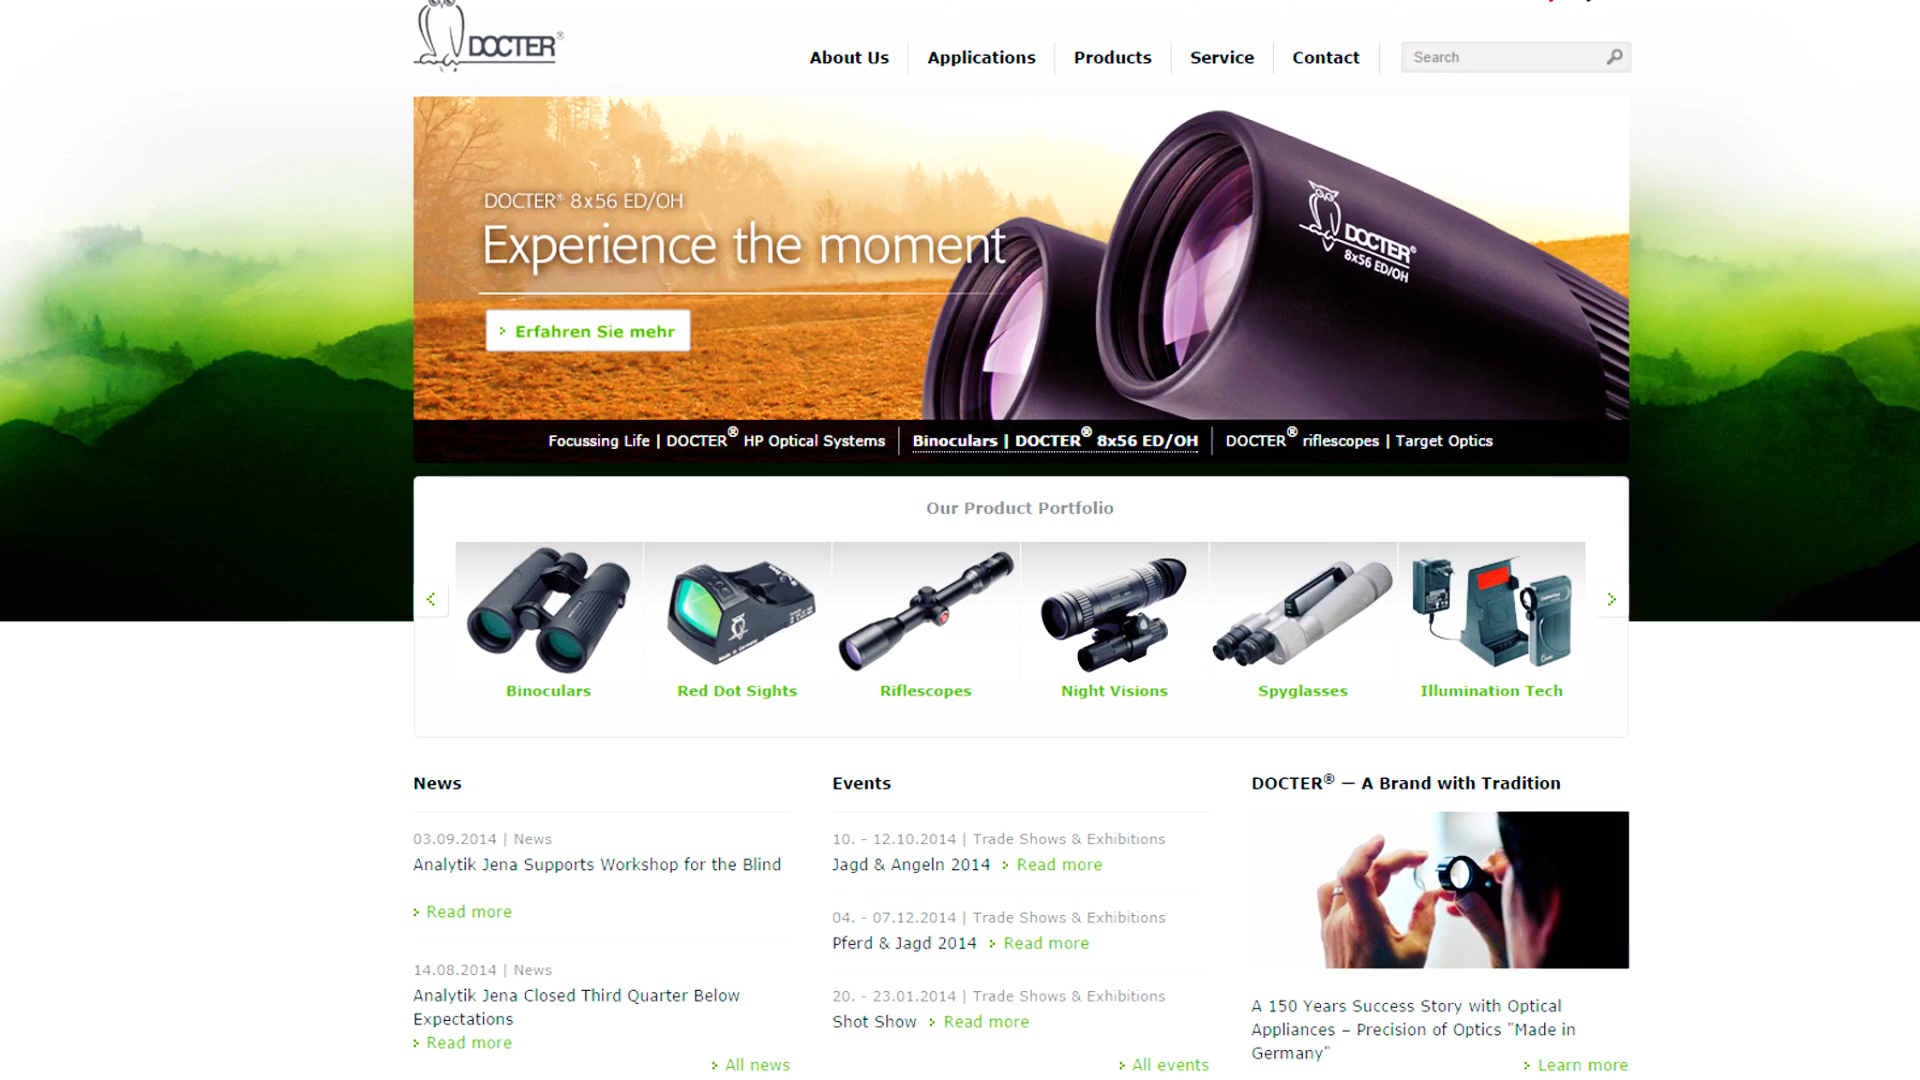 DOCTER®
About Us
Applications
Products
Service
Contact
Search
DOCTER® 8x56 ED/OH
Experience the moment
Erfahren Sie mehr
DOCTER®
8x56 ED/OH
Focussing Life | DOCTER® HP Optical Systems
Binoculars | DOCTER® 8x56 ED/OH
DOCTER® riflescopes | Target Optics
Our Product Portfolio
Binoculars
Red Dot Sights
Riflescopes
Night Visions
Spyglasses
Illumination Tech
News
03.09.2014 | News
Analytik Jena Supports Workshop for the Blind
Read more
14.08.2014 | News
Analytik Jena Closed Third Quarter Below
Expectations
Read more
All news
Events
10. - 12.10.2014 | Trade Shows & Exhibitions
Jagd & Angeln 2014 Read more
04. - 07.12.2014 | Trade Shows & Exhibitions
Pferd & Jagd 2014 Read more
20. - 23.01.2014 | Trade Shows & Exhibitions
Shot Show Read more
All events
DOCTER® — A Brand with Tradition
A 150 Years Success Story with Optical
Appliances – Precision of Optics "Made in
Germany"
Learn more